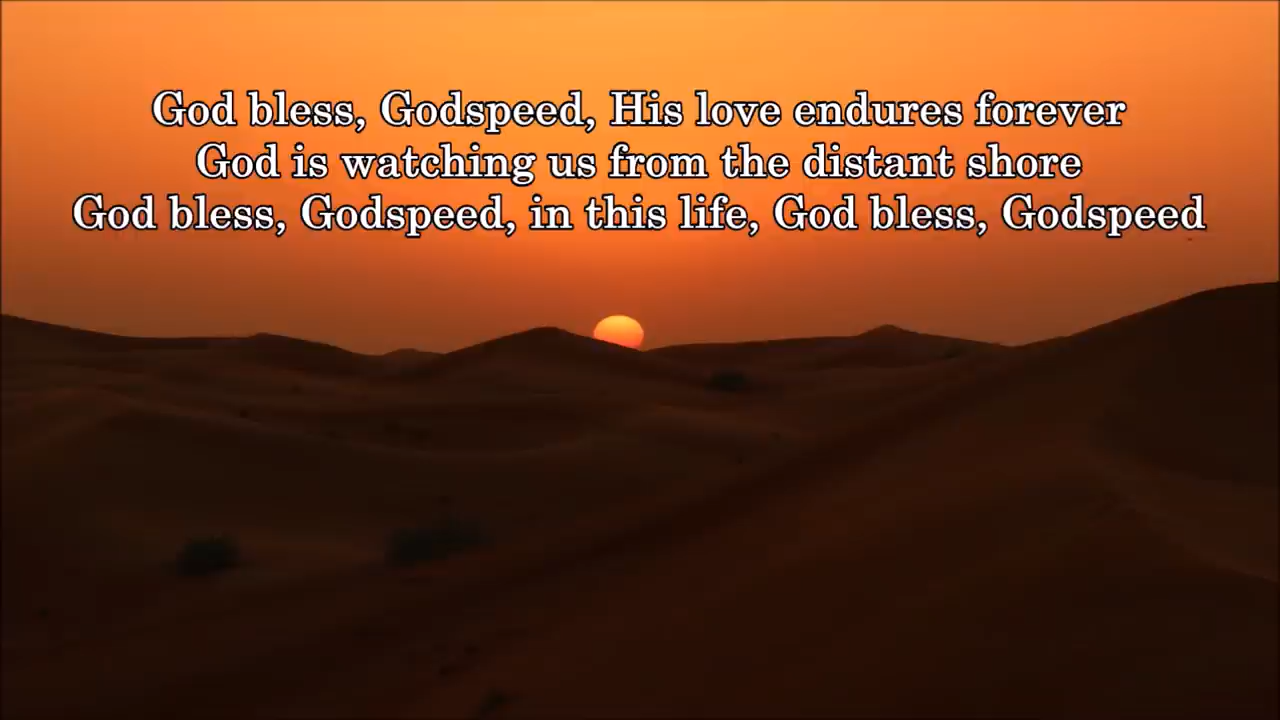 God bless, Godspeed, His love endures forever
God is watching us from the distant shore
God bless, Godspeed, in this life, God bless, Godspeed